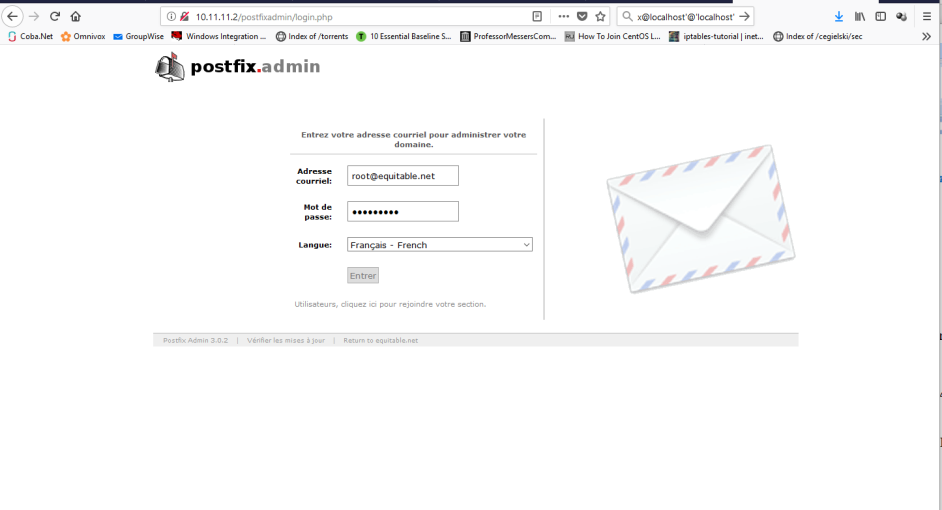 10.11.11.2/postfixadmin/login.php
x@localhost'@'localhost'
Coba.Net Omnivox GroupWise Windows Integration ... Index of /torrents 10 Essential Baseline S... ProfessorMessersCom... How To Join CentOS L... iptables-tutorial | inet... Index of /cegielski/sec
postfix.admin
Entrez votre adresse courriel pour administrer votre
domaine.
Adresse
courriel:
root@equitable.net
Mot de
passe:
Langue:
Français - French
Entrer
Utilisateurs, cliquez ici pour rejoindre votre section.
Postfix Admin 3.0.2 | Vérifier les mises à jour | Return to equitable.net